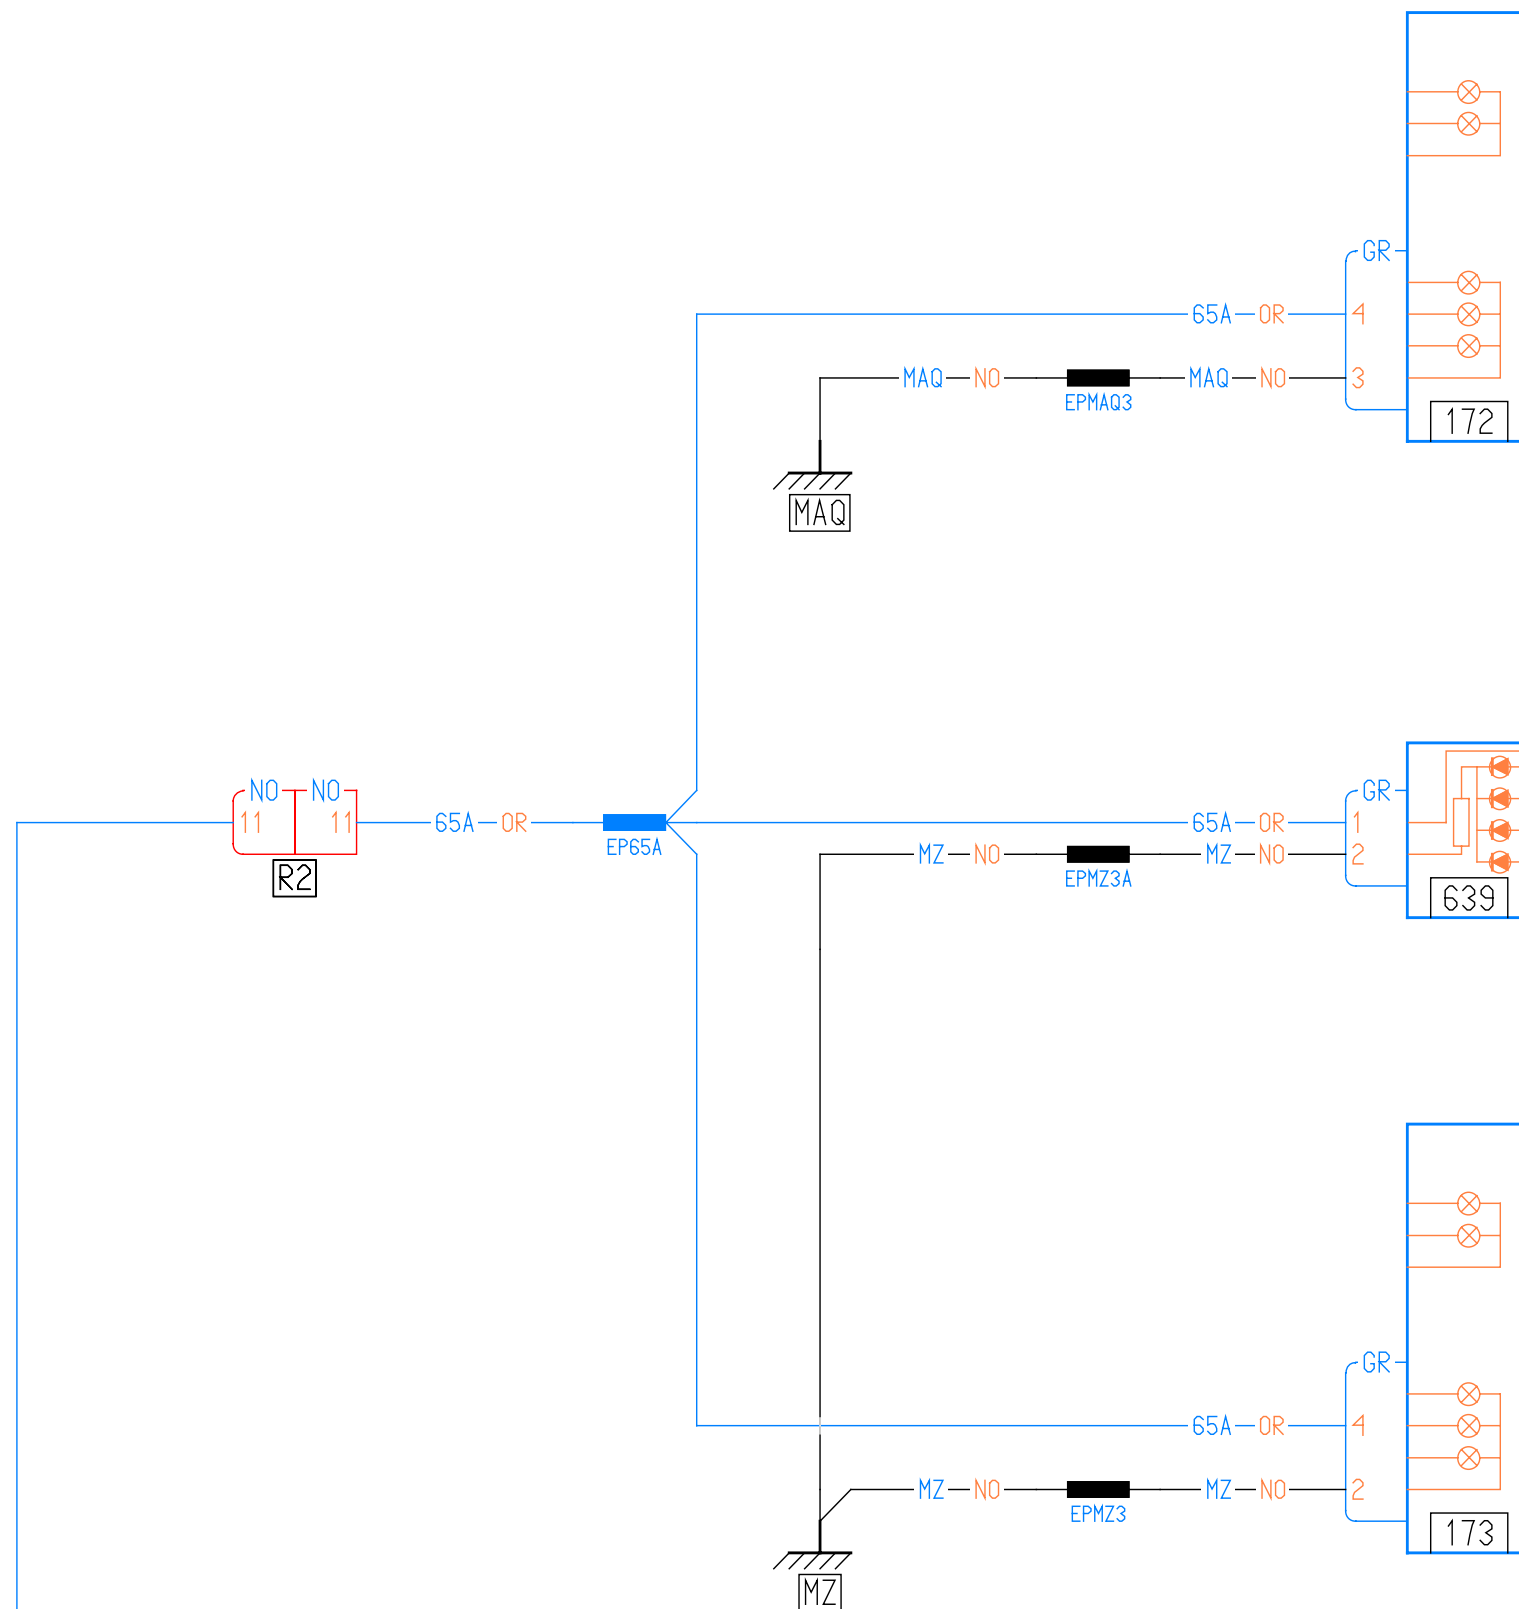 GR
65A OR 4
MAQ NO MAQ NO 3
EPMAQ3
172
MAQ
NO NO GR
11 11 65A OR 65A OR 1
EP65A MZ NO MZ NO 2
R2 EPMZ3A 639
GR
65A OR 4
MZ NO MZ NO 2
EPMZ3
173
MZ